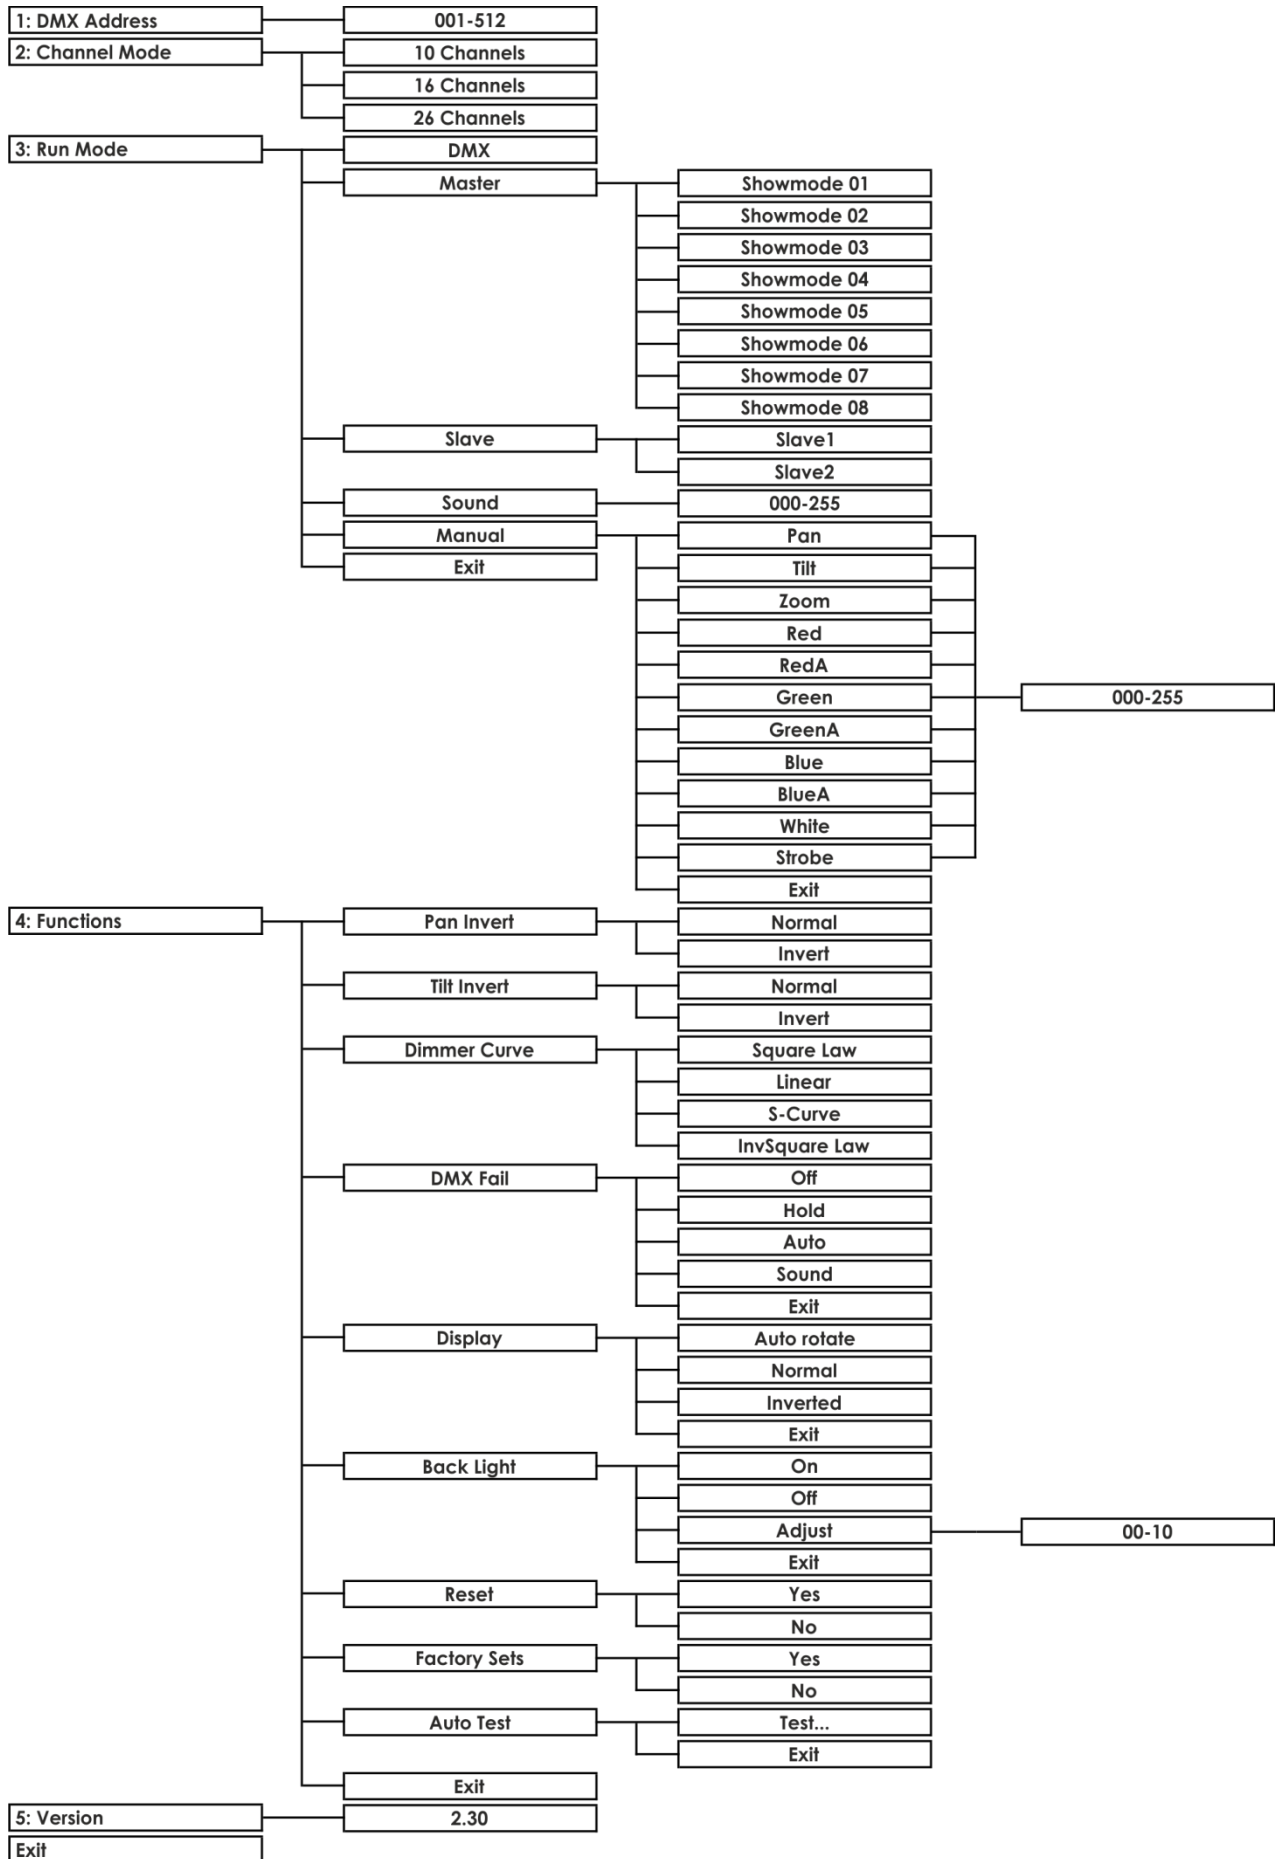 1: DMX Address
001-512
2: Channel Mode
10 Channels
16 Channels
26 Channels
3: Run Mode
DMX
Master
Showmode 01
Showmode 02
Showmode 03
Showmode 04
Showmode 05
Showmode 06
Showmode 07
Showmode 08
Slave
Slave1
Slave2
Sound
000-255
Manual
Pan
Exit
Tilt
Zoom
Red
RedA
Green
000-255
GreenA
Blue
BlueA
White
Strobe
Exit
4: Functions
Pan Invert
Normal
Invert
Tilt Invert
Normal
Invert
Dimmer Curve
Square Law
Linear
S-Curve
InvSquare Law
DMX Fail
Off
Hold
Auto
Sound
Exit
Display
Auto rotate
Normal
Inverted
Exit
Back Light
On
Off
Adjust
00-10
Exit
Reset
Yes
No
Factory Sets
Yes
No
Auto Test
Test...
Exit
Exit
5: Version
2.30
Exit